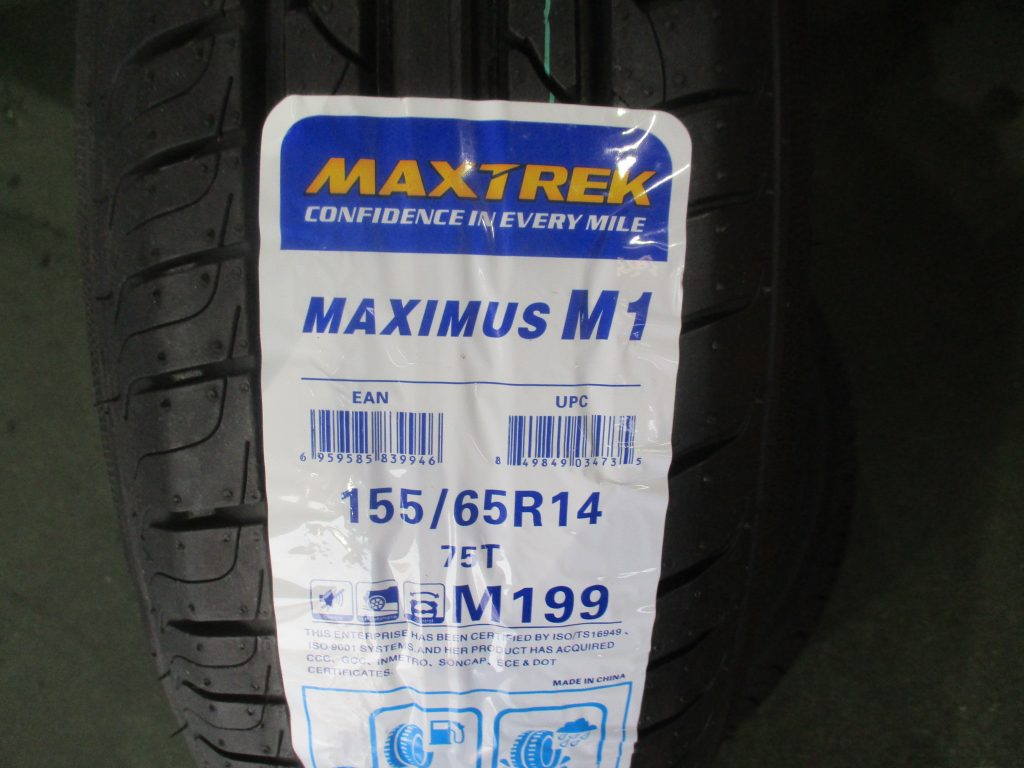 MAXTREK
CONFIDENCE IN EVERY MILE
MAXIMUS M1
EAN UPC
6 959585 839946 8 49849 03473 5
155/65R14
75T
M199
THIS ENTERPRISE HAS BEEN CERTIFIED BY ISO/TS16949、
ISO 9001 SYSTEMS AND HER PRODUCT HAS ACQUIRED
CCC、GCC、INMETRO、SONCAP、ECE & DOT
CERTIFICATES.
MADE IN CHINA